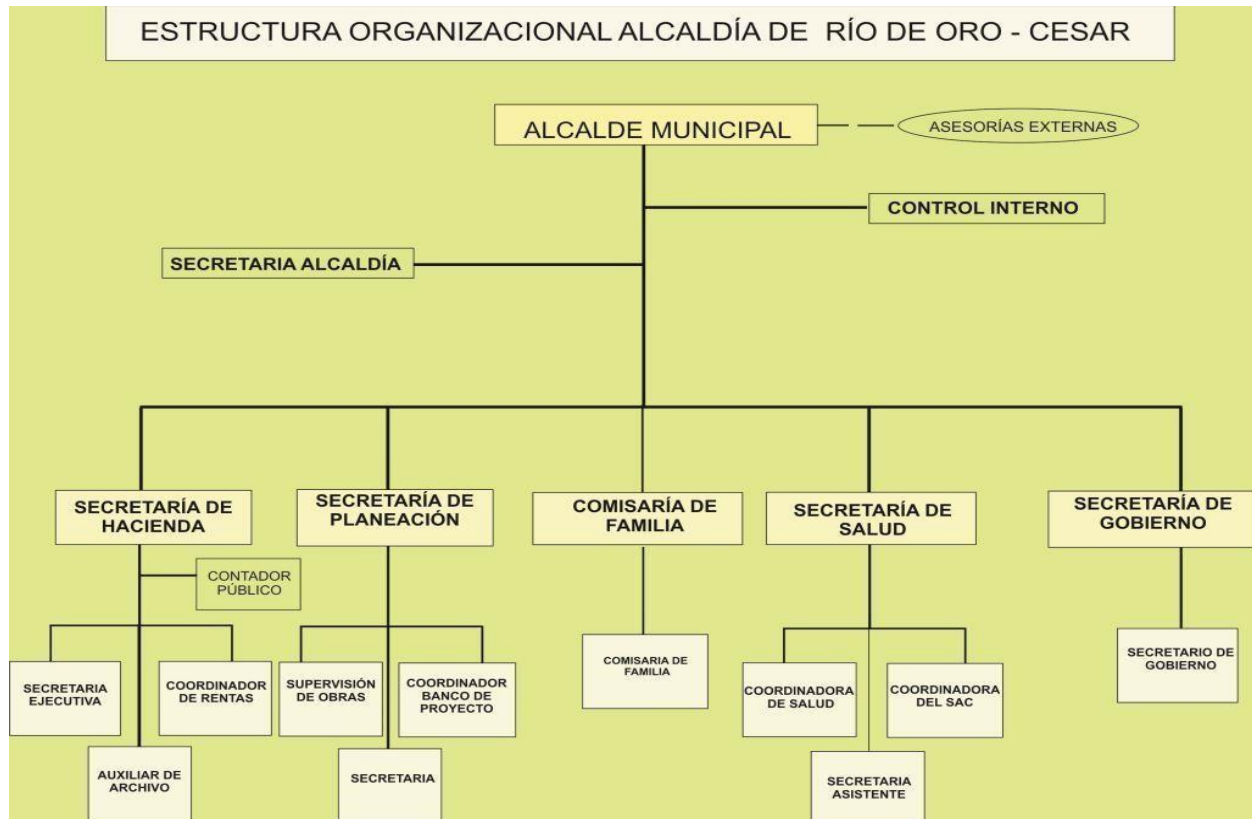 ESTRUCTURA ORGANIZACIONAL ALCALDÍA DE RÍO DE ORO - CESAR
ALCALDE MUNICIPAL
ASESORÍAS EXTERNAS
CONTROL INTERNO
SECRETARIA ALCALDÍA
SECRETARÍA DE
HACIENDA
SECRETARÍA DE
PLANEACIÓN
COMISARÍA DE
FAMILIA
SECRETARÍA DE
SALUD
SECRETARÍA DE
GOBIERNO
CONTADOR
PÚBLICO
SECRETARIA
EJECUTIVA
COORDINADOR
DE RENTAS
SUPERVISIÓN
DE OBRAS
COORDINADOR
BANCO DE
PROYECTO
COMISARIA DE
FAMILIA
COORDINADORA
DE SALUD
COORDINADORA
DEL SAC
SECRETARIO DE
GOBIERNO
AUXILIAR DE
ARCHIVO
SECRETARIA
SECRETARIA
ASISTENTE